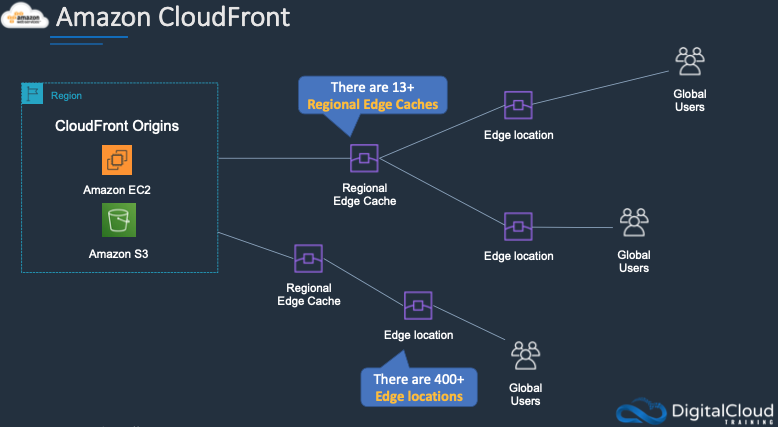 amazon
webservices
Amazon CloudFront
Region
CloudFront Origins
Amazon EC2
Amazon S3
There are 13+
Regional Edge Caches
Regional
Edge Cache
Edge location
Global
Users
Edge location
Global
Users
Regional
Edge Cache
Edge location
There are 400+
Edge locations
Global
Users
DigitalCloud
TRAINING